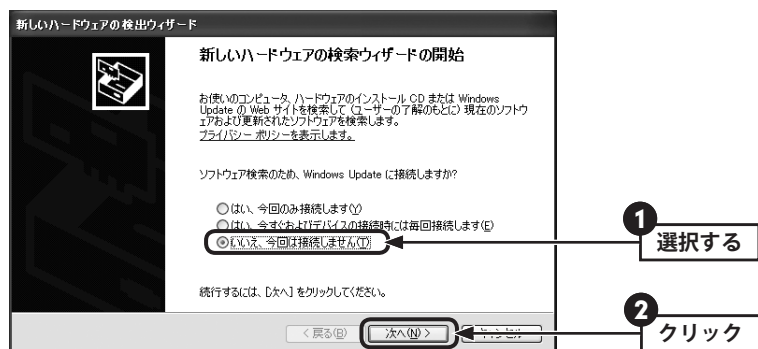 新しいハードウェアの検出ウィザード
新しいハードウェアの検索ウィザードの開始
お使いのコンピュータ、ハードウェアのインストール CD または Windows
Update の Web サイトを検索して (ユーザーの了解のもとに) 現在のソフトウ
ェアおよび更新されたソフトウェアを検索します。
プライバシー ポリシーを表示します。
ソフトウェア検索のため、Windows Update に接続しますか?
はい、今回のみ接続します(Y)
はい、今すぐおよびデバイスの接続時には毎回接続します(E)
いいえ、今回は接続しません(T)
1
選択する
続行するには、[次へ] をクリックしてください。
2
< 戻る(B)
次へ(N) >
キャンセル
クリック